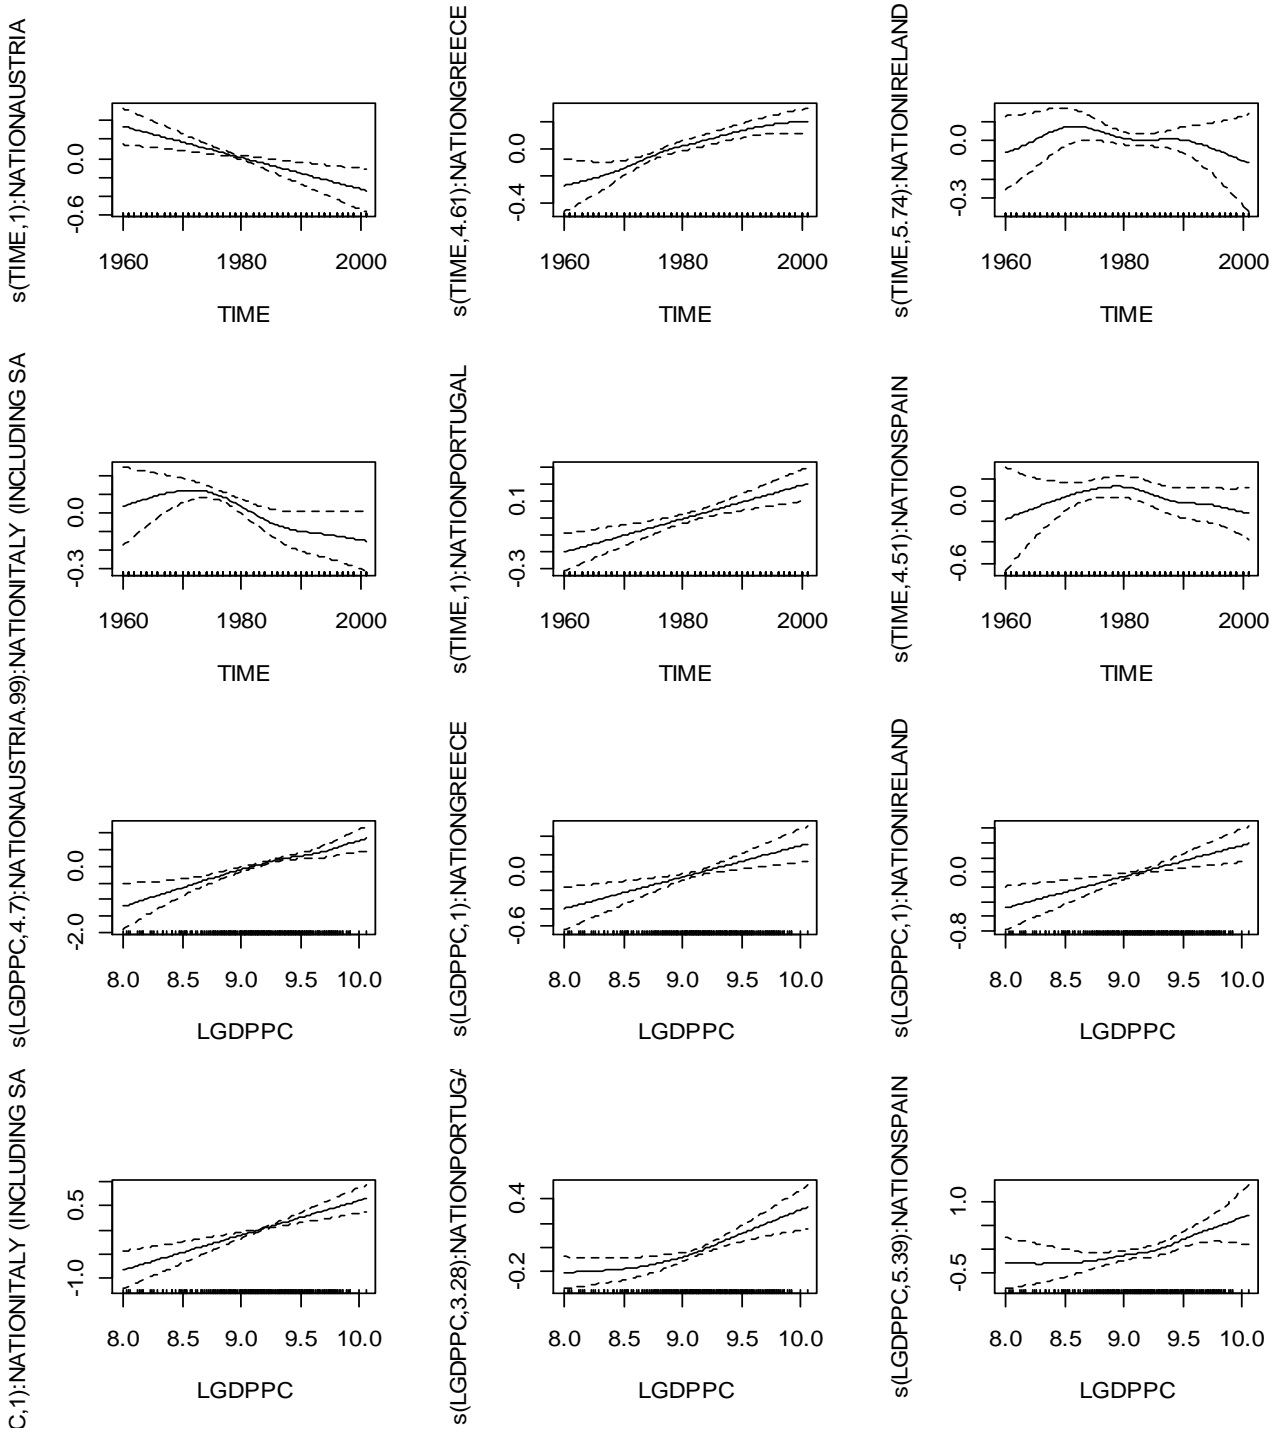 s(TIME,1):NATIONAUSTRIA
0.0
-0.6
1960 1980 2000
TIME
s(TIME,4.61):NATIONGREECE
0.0
-0.4
1960 1980 2000
TIME
s(TIME,5.74):NATIONIRELAND
0.0
-0.3
1960 1980 2000
TIME
.99):NATIONITALY (INCLUDING SA
0.0
-0.3
1960 1980 2000
TIME
s(TIME,1):NATIONPORTUGAL
0.1
-0.3
1960 1980 2000
TIME
s(TIME,4.51):NATIONSPAIN
0.0
-0.6
1960 1980 2000
TIME
s(LGDPPC,4.7):NATIONAUSTRIA
0.0
-2.0
8.0 8.5 9.0 9.5 10.0
LGDPPC
s(LGDPPC,1):NATIONGREECE
0.0
-0.6
8.0 8.5 9.0 9.5 10.0
LGDPPC
s(LGDPPC,1):NATIONIRELAND
0.0
-0.8
8.0 8.5 9.0 9.5 10.0
LGDPPC
C,1):NATIONITALY (INCLUDING SA
0.5
-1.0
8.0 8.5 9.0 9.5 10.0
LGDPPC
s(LGDPPC,3.28):NATIONPORTUGA
0.4
-0.2
8.0 8.5 9.0 9.5 10.0
LGDPPC
s(LGDPPC,5.39):NATIONSPAIN
1.0
-0.5
8.0 8.5 9.0 9.5 10.0
LGDPPC